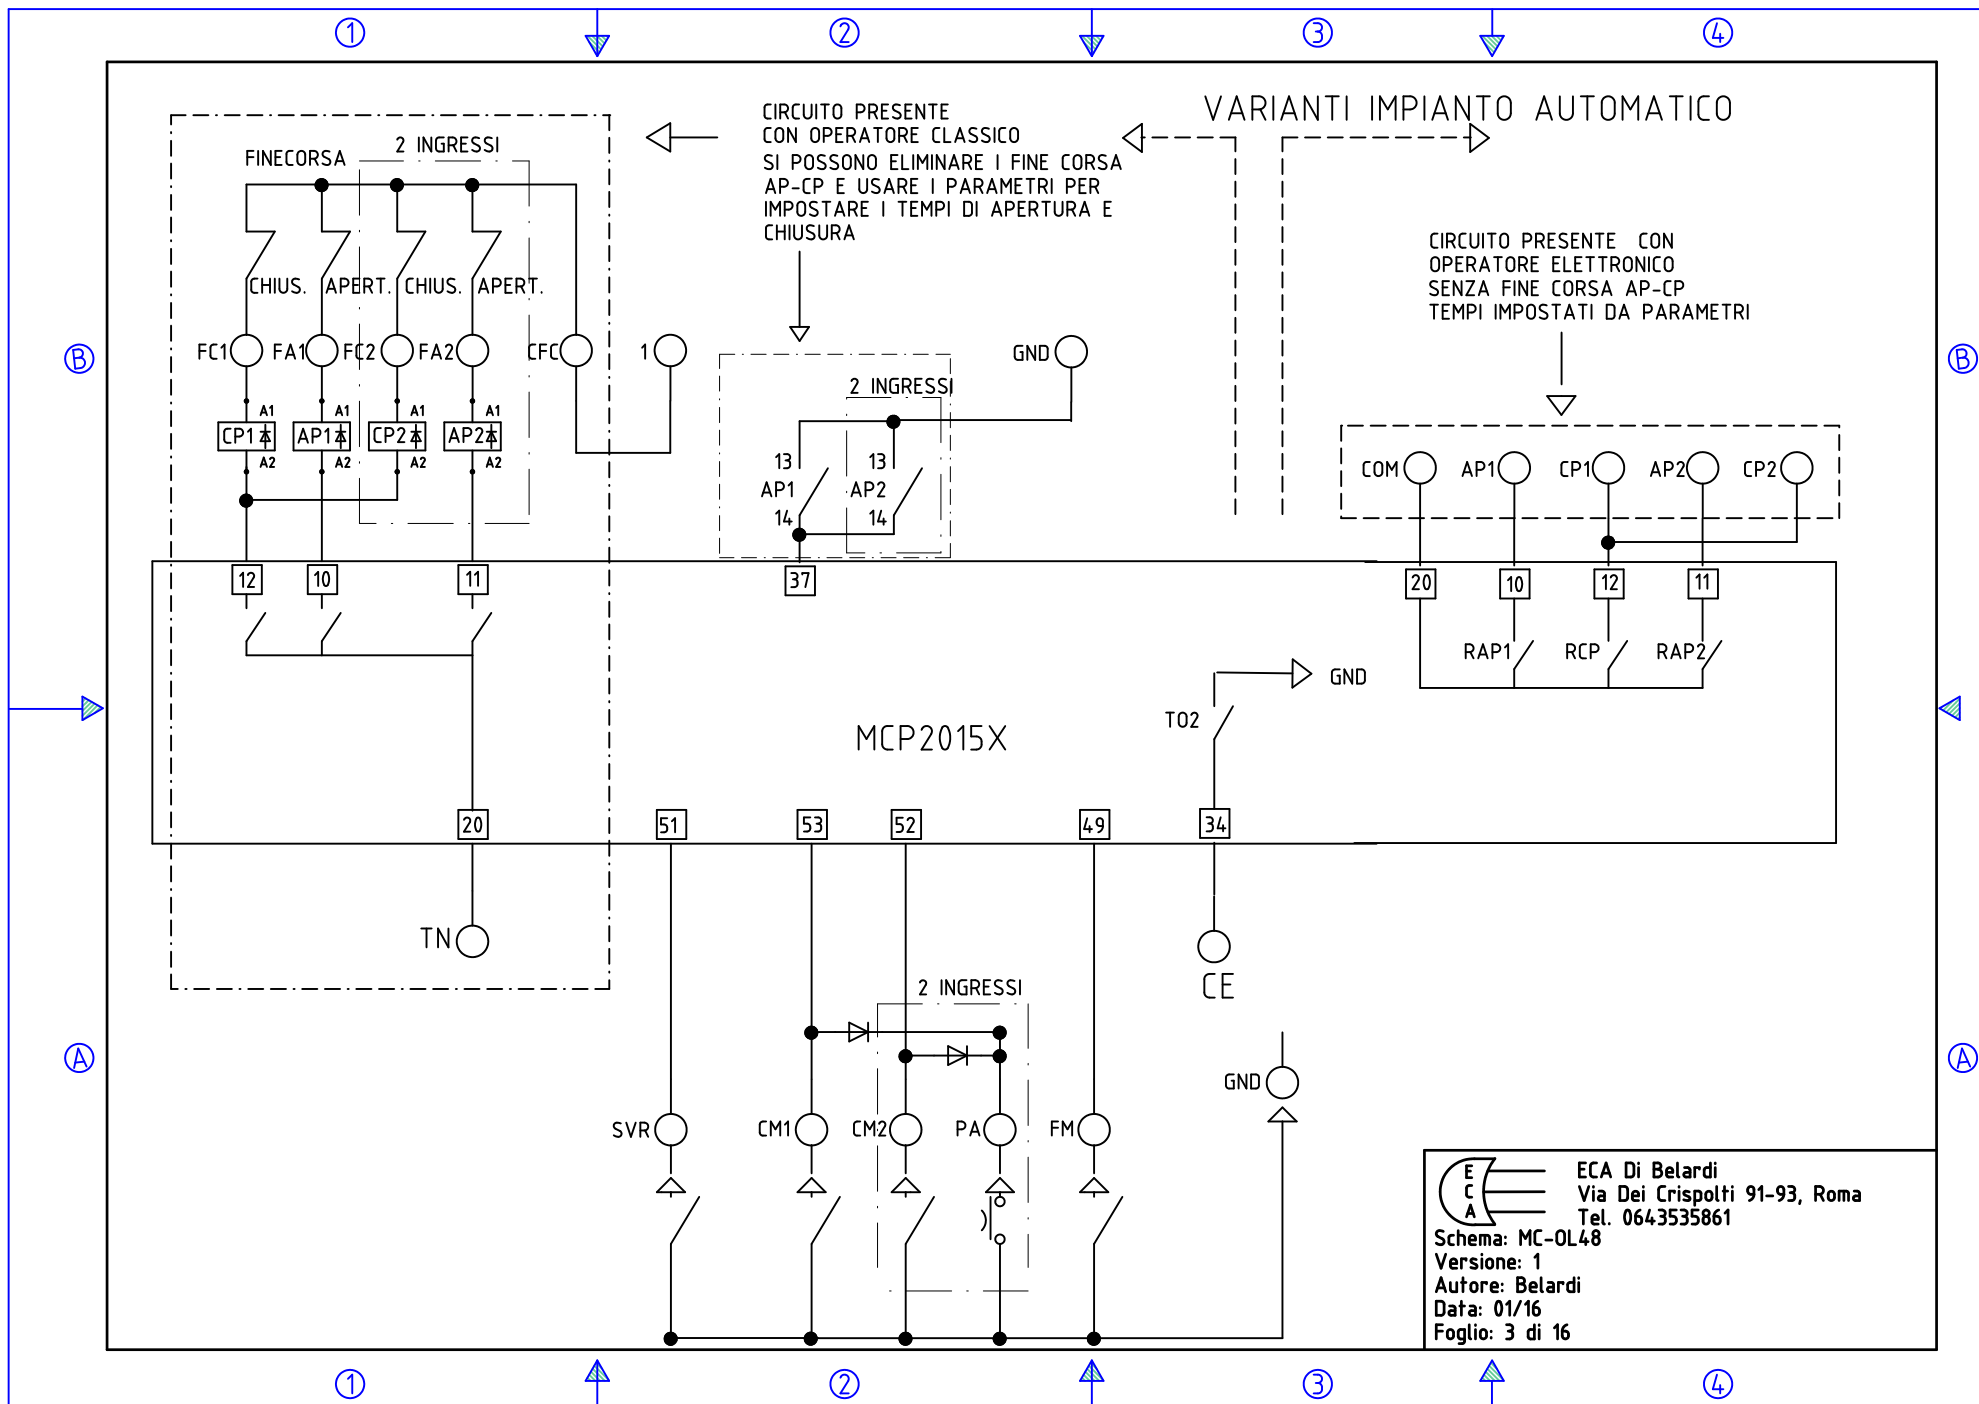 1
2
3
4
VARIANTI IMPIANTO AUTOMATICO
CIRCUITO PRESENTE
CON OPERATORE CLASSICO
SI POSSONO ELIMINARE I FINE CORSA
AP-CP E USARE I PARAMETRI PER
IMPOSTARE I TEMPI DI APERTURA E
CHIUSURA
FINECORSA
2 INGRESSI
CHIUS.
APERT.
CHIUS.
APERT.
CIRCUITO PRESENTE CON
OPERATORE ELETTRONICO
SENZA FINE CORSA AP-CP
TEMPI IMPOSTATI DA PARAMETRI
B
FC1
FA1
FC2
FA2
CFC
1
GND
B
2 INGRESSI
A1
A1
A1
A1
CP1
AP1
CP2
AP2
A2
A2
A2
A2
13
AP1
14
13
AP2
14
COM
AP1
CP1
AP2
CP2
12
10
11
37
20
10
12
11
RAP1
RCP
RAP2
GND
TO2
MCP2015X
20
51
53
52
49
34
TN
CE
2 INGRESSI
A
GND
A
SVR
CM1
CM2
PA
FM
E
C
A
ECA Di Belardi
Via Dei Crispolti 91-93, Roma
Tel. 0643535861
Schema: MC-OL48
Versione: 1
Autore: Belardi
Data: 01/16
Foglio: 3 di 16
1
2
3
4